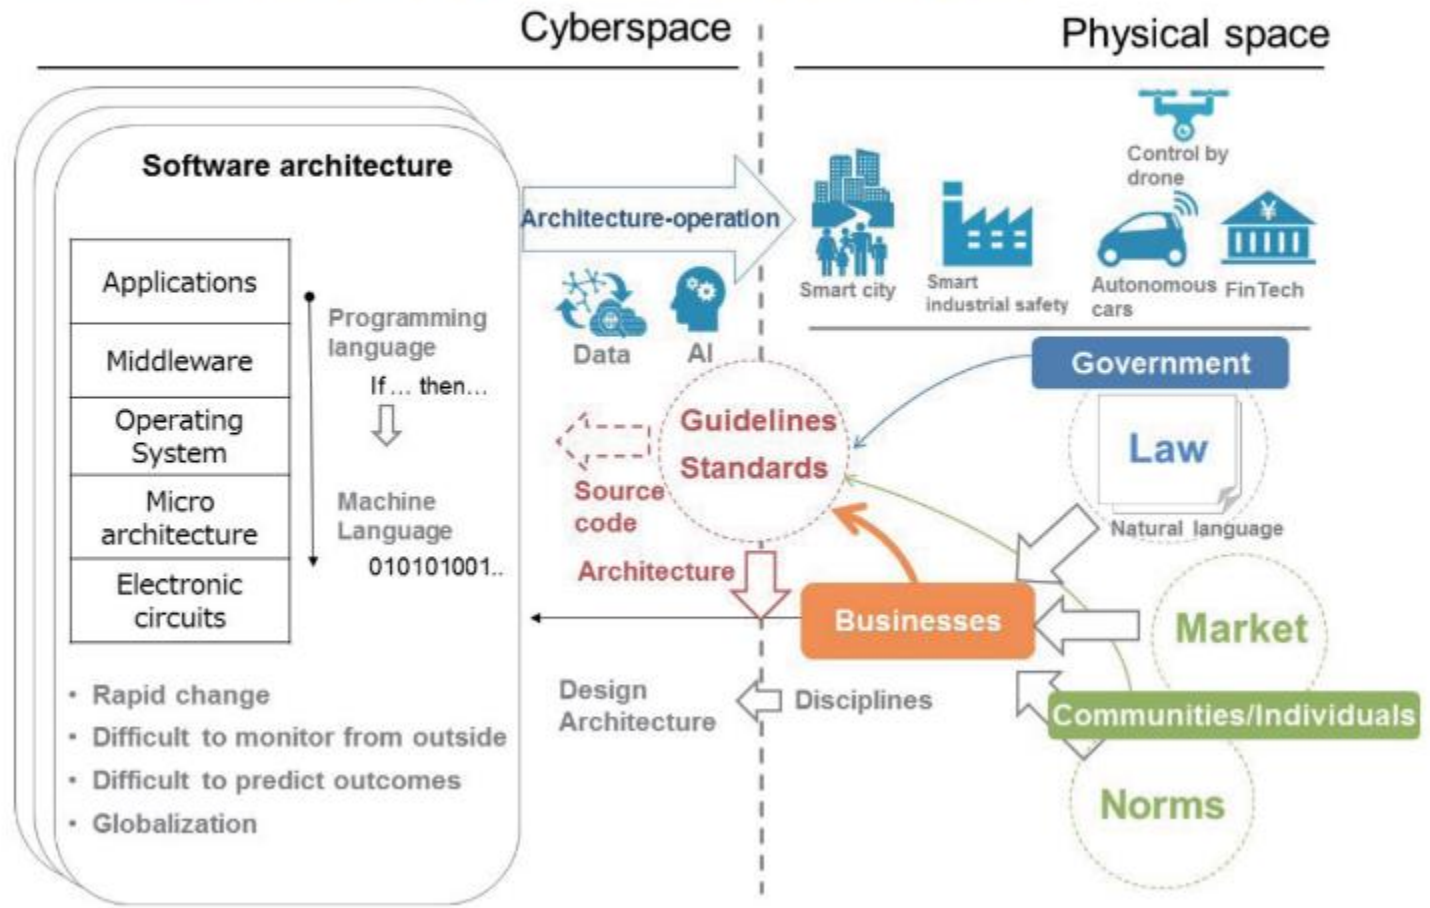 Cyberspace
Physical space
Software architecture
Applications
Middleware
Operating
System
Micro
architecture
Electronic
circuits
Programming
language
If... then...
Machine
Language
010101001..
• Rapid change
• Difficult to monitor from outside
• Difficult to predict outcomes
• Globalization
Architecture-operation
Data
AI
Control by
drone
Smart city
Smart
industrial safety
Autonomous
cars
¥
FinTech
Guidelines
Standards
Source
code
Architecture
Government
Law
Natural language
Businesses
Market
Communities/Individuals
Norms
Design
Architecture
Disciplines